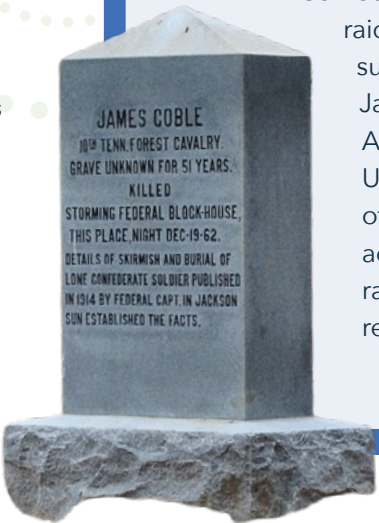 JAMES COBLE
10TH TENN. FOREST CAVALRY.
GRAVE UNKNOWN FOR 51 YEARS.
KILLED
STORMING FEDERAL BLOCK-HOUSE,
THIS PLACE, NIGHT DEC-19-62.
DETAILS OF SKIRMISH AND BURIAL OF
LONE CONFEDERATE SOLDIER PUBLISHED
IN 1914 BY FEDERAL CAPT. IN JACKSON
SUN ESTABLISHED THE FACTS.